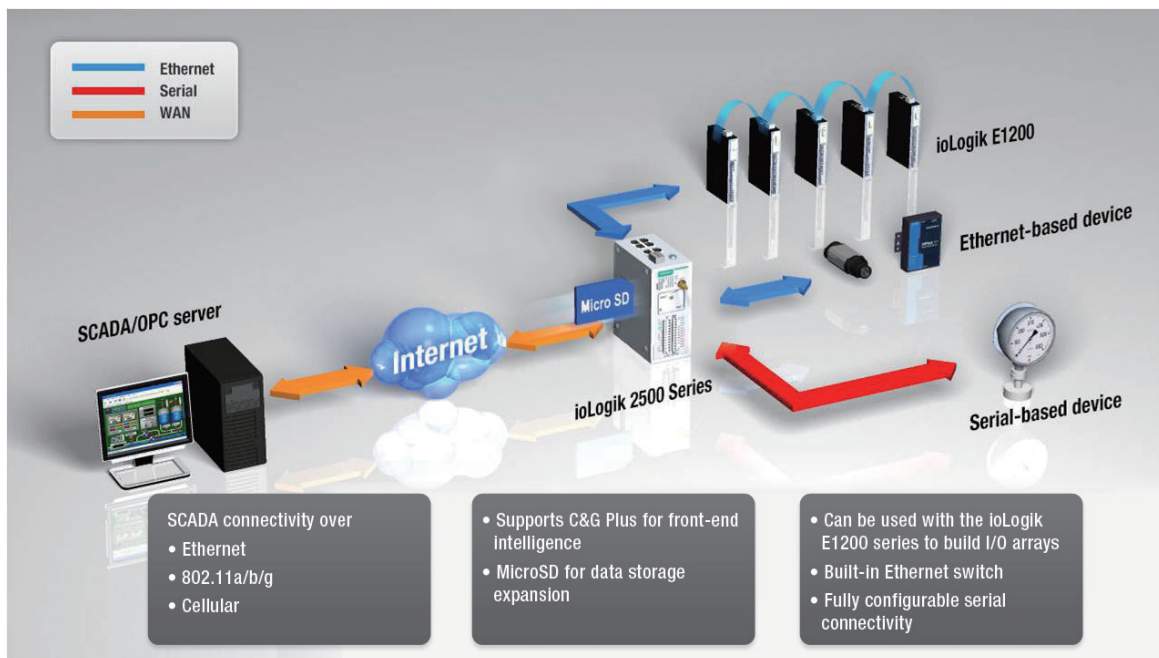 Ethernet
Serial
WAN
ioLogik E1200
Ethernet-based device
Micro SD
SCADA/OPC server
Internet
ioLogik 2500 Series
Serial-based device
SCADA connectivity over
• Ethernet
• 802.11a/b/g
• Cellular
• Supports C&G Plus for front-end
intelligence
• MicroSD for data storage
expansion
• Can be used with the ioLogik
E1200 series to build I/O arrays
• Built-in Ethernet switch
• Fully configurable serial
connectivity